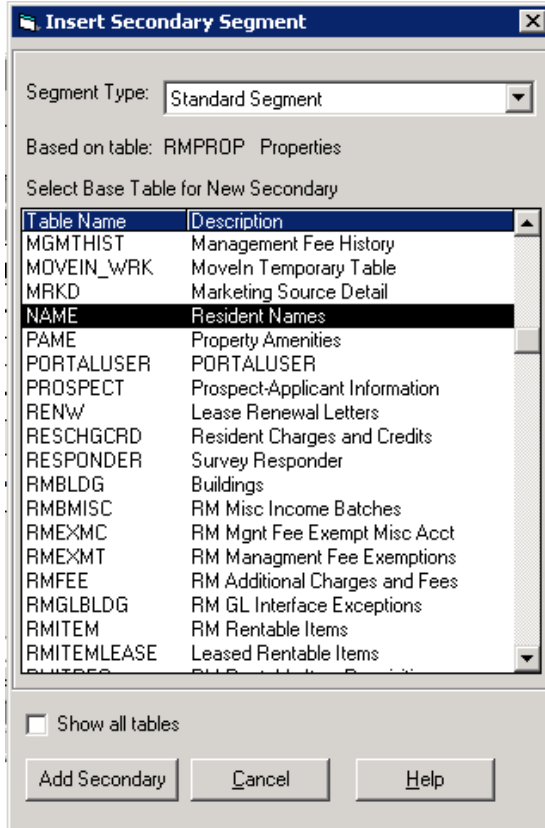 Insert Secondary Segment
Segment Type: Standard Segment
Based on table: RMPROP Properties
Select Base Table for New Secondary
Table Name Description
MGMTHIST Management Fee History
MOVEIN_WRK MoveIn Temporary Table
MRKD Marketing Source Detail
NAME Resident Names
PAME Property Amenities
PORTALUSER PORTALUSER
PROSPECT Prospect-Applicant Information
RENW Lease Renewal Letters
RESCHGCRD Resident Charges and Credits
RESPONDER Survey Responder
RMBLDG Buildings
RMBMISC RM Misc Income Batches
RMEXMC RM Mgnt Fee Exempt Misc Acct
RMEXMT RM Managment Fee Exemptions
RMFEE RM Additional Charges and Fees
RMGLBLDG RM GL Interface Exceptions
RMITEM RM Rentable Items
RMITEMLEASE Leased Rentable Items
Show all tables
Add Secondary Cancel Help